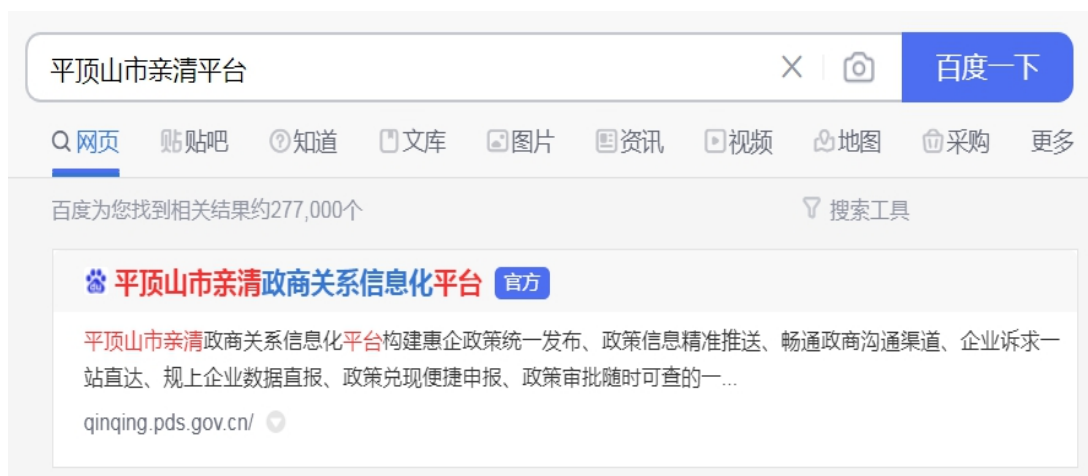 平顶山市亲清平台
百度一下
网页 贴吧 知道 文库 图片 资讯 视频 地图 采购 更多
百度为您找到相关结果约277,000个 搜索工具
平顶山市亲清政商关系信息化平台 官方
平顶山市亲清政商关系信息化平台构建惠企政策统一发布、政策信息精准推送、畅通政商沟通渠道、企业诉求一
站直达、规上企业数据直报、政策兑现便捷申报、政策审批随时可查的一...
qinqing.pds.gov.cn/